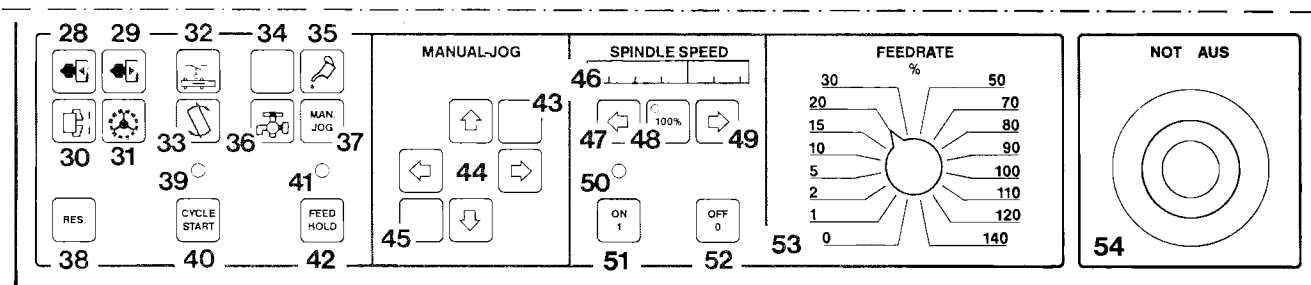 28 29 32 34 35
MANUAL-JOG
SPINDLE SPEED
FEEDRATE
%
NOT AUS
46
43
30 50
20 70
15 80
10 90
5 100
2 110
1 120
0 140
MAN.
JOG
100%
30 31 33 36 37
47 48 49
39 41
44
50
RES.
CYCLE
START
FEED
HOLD
45
ON
1
OFF
0
53
54
38 40 42
51 52